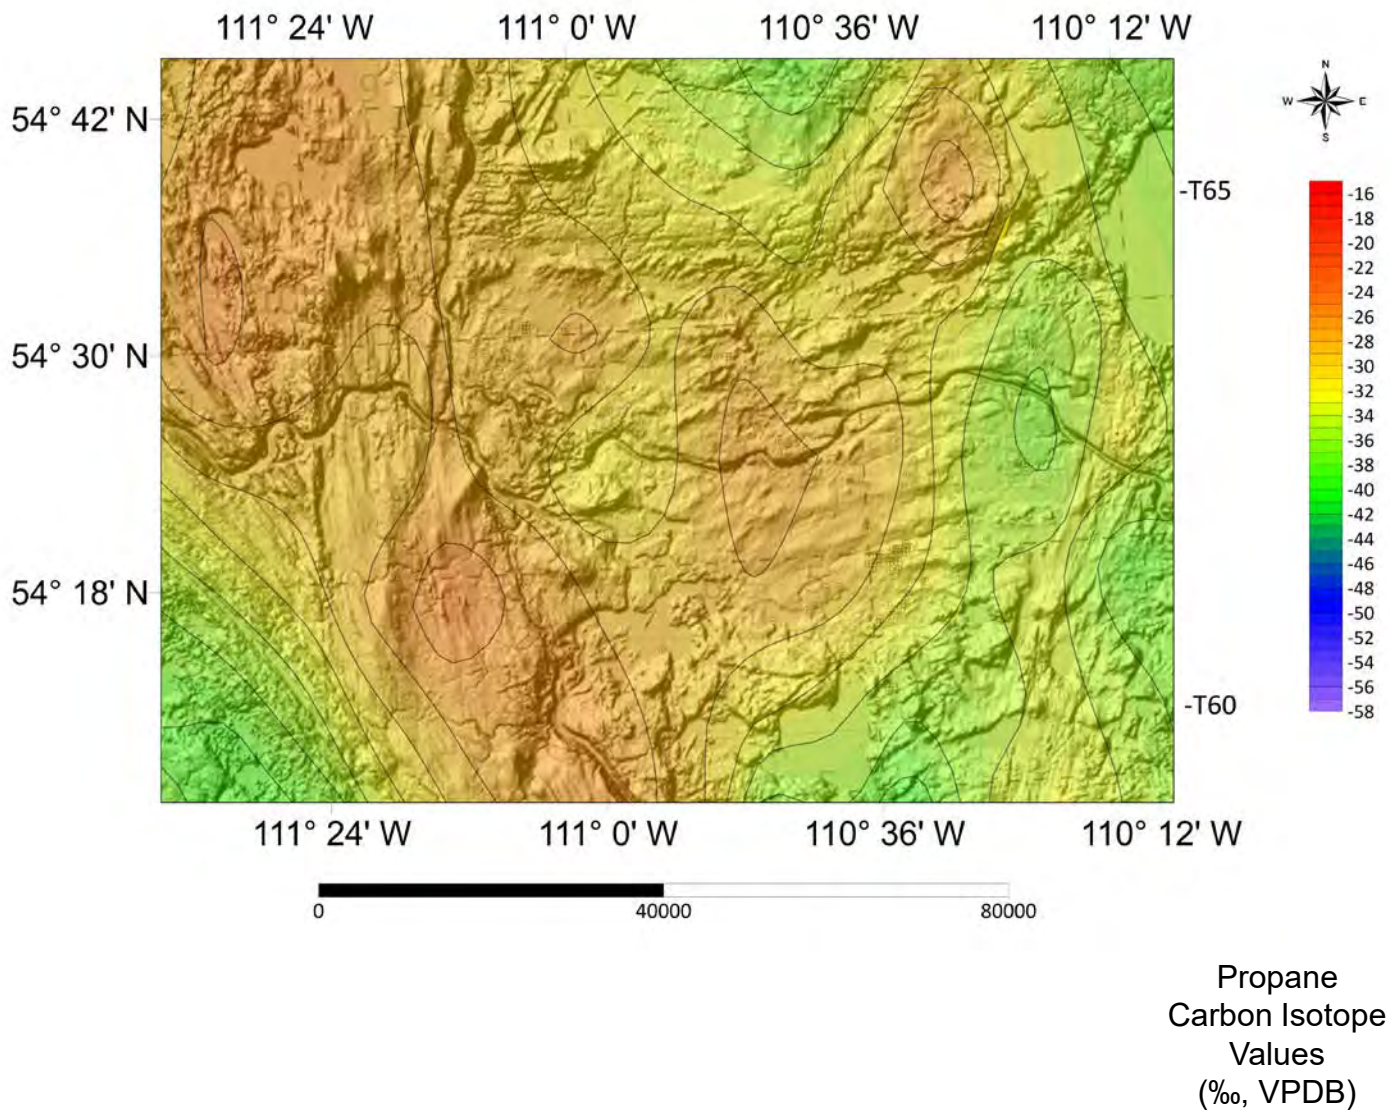 111° 24' W 111° 0' W 110° 36' W 110° 12' W
N
W E
S
54° 42' N
54° 30' N
54° 18' N
-T65
-T60
-16
-18
-20
-22
-24
-26
-28
-30
-32
-34
-36
-38
-40
-42
-44
-46
-48
-50
-52
-54
-56
-58
111° 24' W 111° 0' W 110° 36' W 110° 12' W
0 40000 80000
Propane
Carbon Isotope
Values
(‰, VPDB)